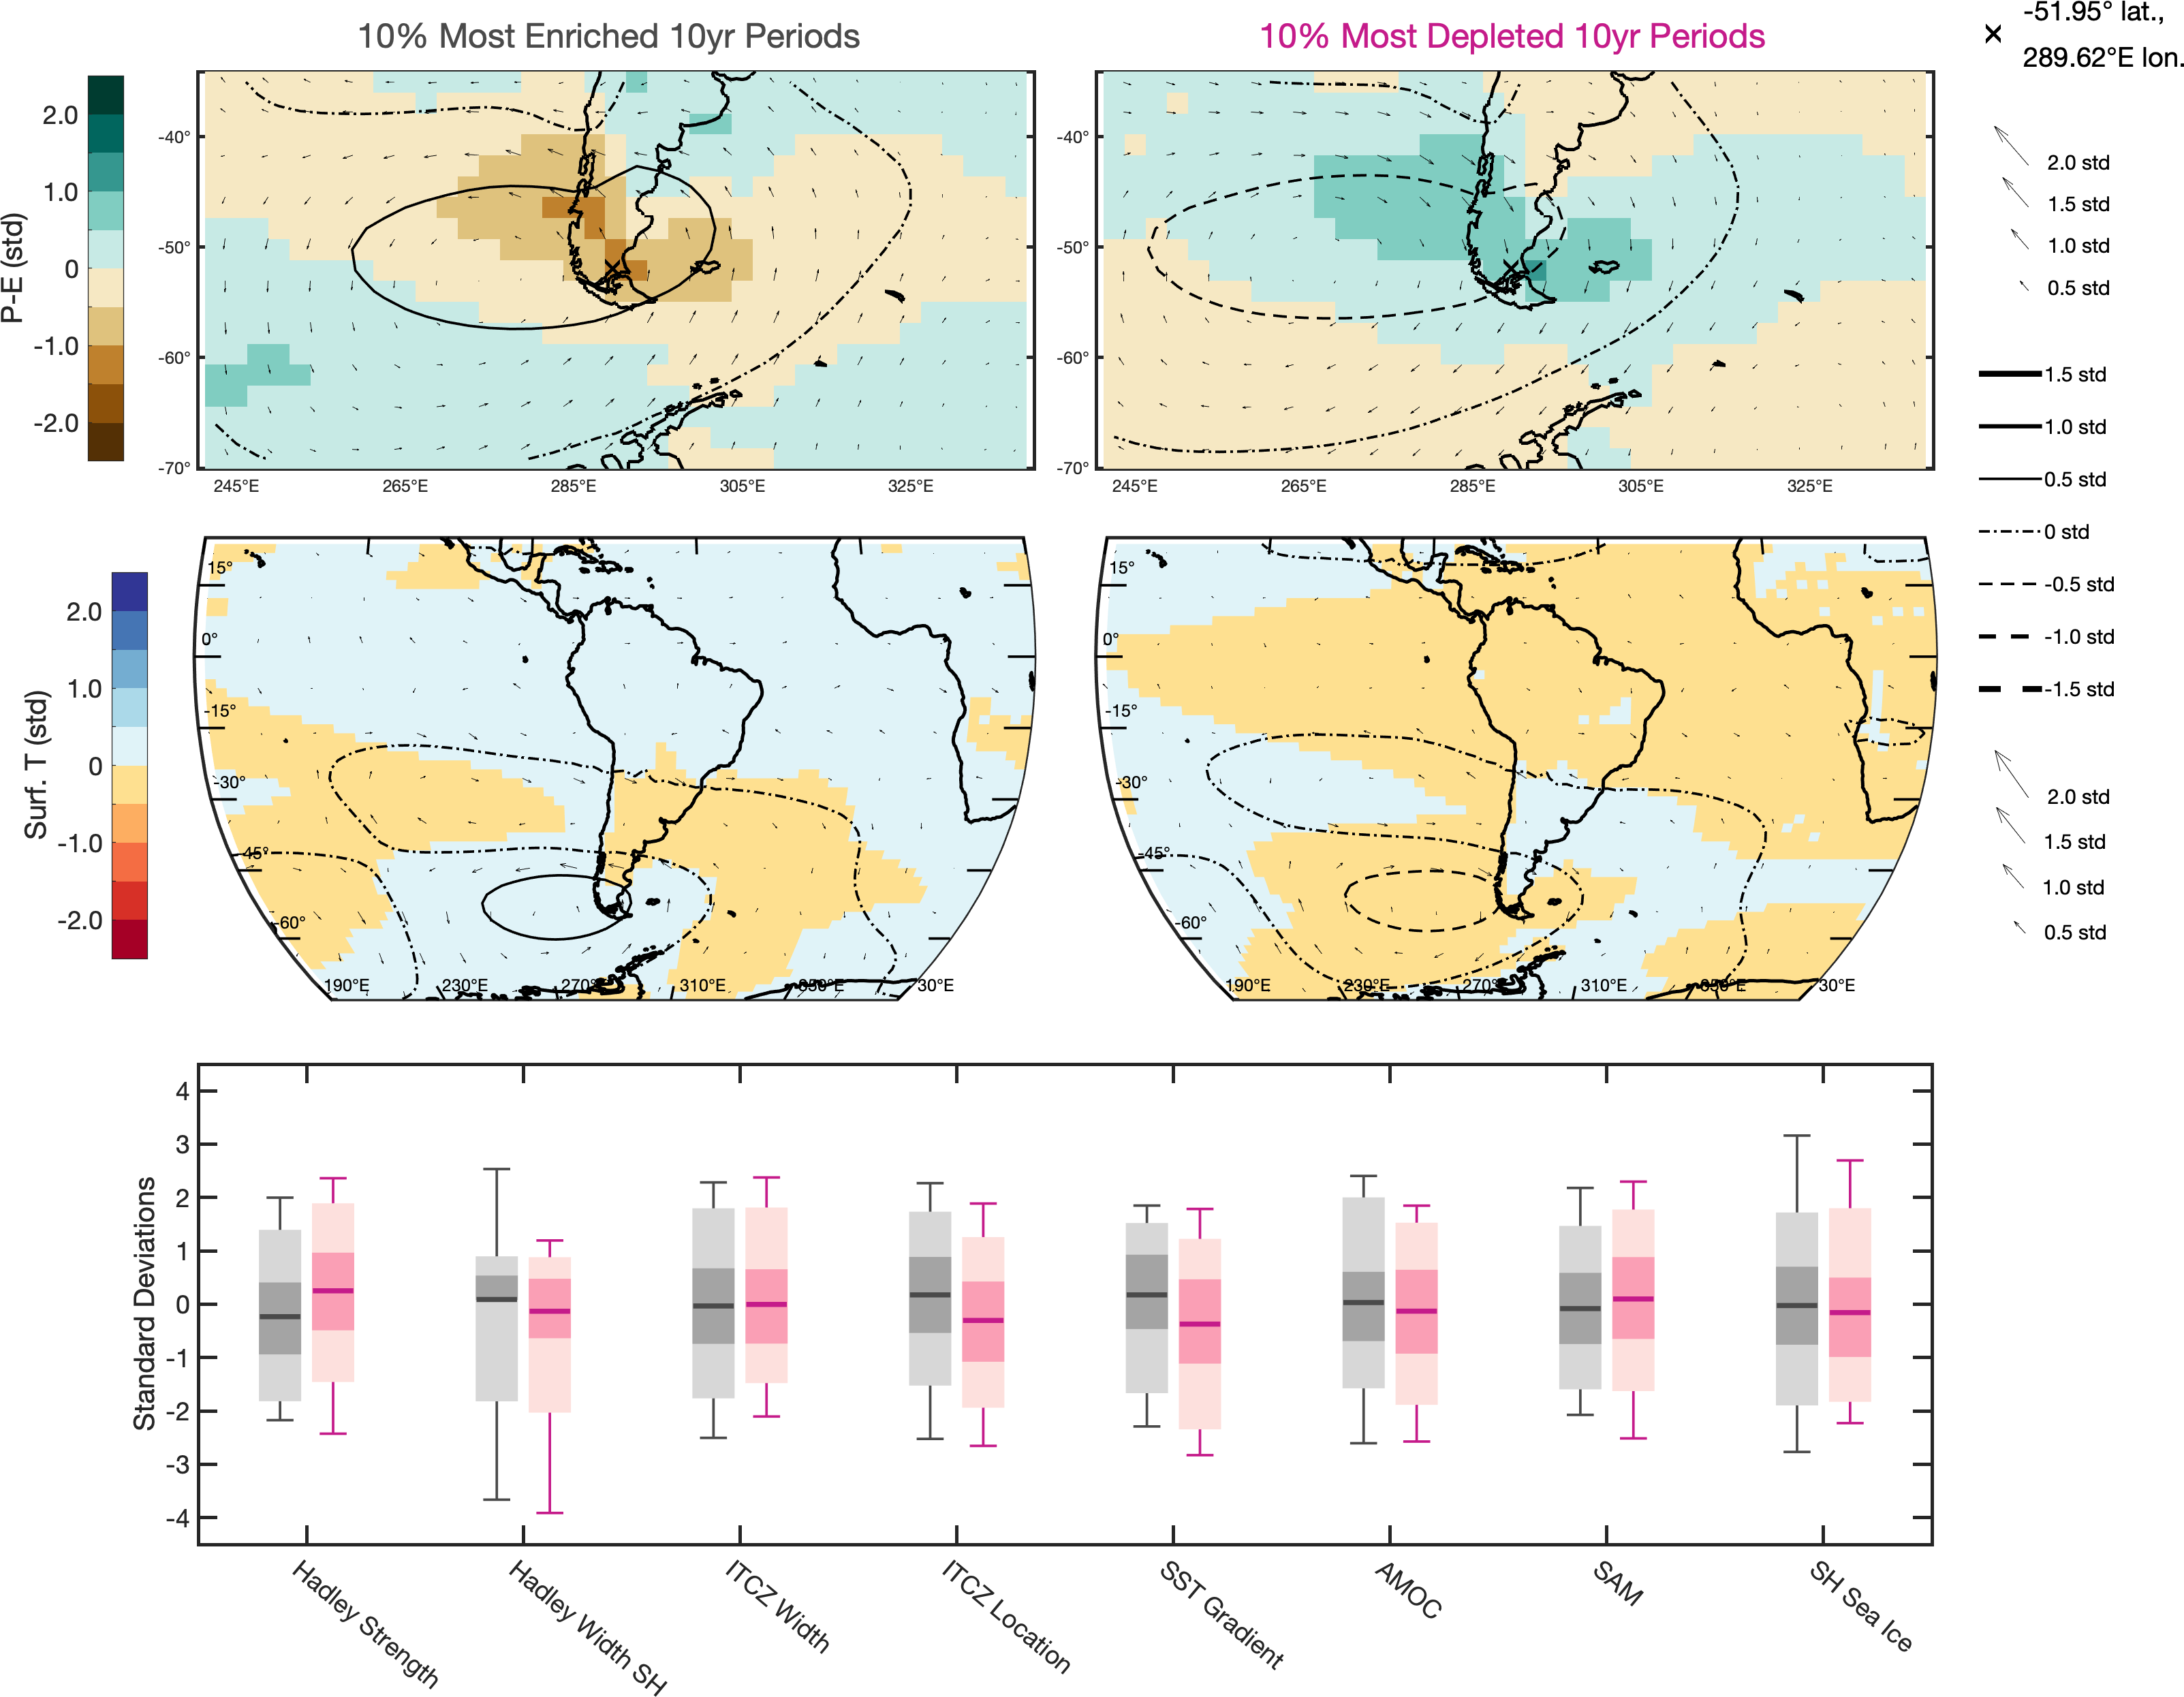 10% Most Enriched 10yr Periods
10% Most Depleted 10yr Periods
× -51.95° lat.,
289.62°E lon.
P-E (std)
2.0
1.0
0
-1.0
-2.0
-40°
-50°
-60°
-70°
245°E 265°E 285°E 305°E 325°E
-40°
-50°
-60°
-70°
245°E 265°E 285°E 305°E 325°E
2.0 std
1.5 std
1.0 std
0.5 std
1.5 std
1.0 std
0.5 std
0 std
-0.5 std
-1.0 std
-1.5 std
Surf. T (std)
2.0
1.0
0
-1.0
-2.0
15°
0°
-15°
-30°
-45°
-60°
190°E 230°E 270° 310°E 350°E 30°E
15°
0°
-15°
-30°
-45°
-60°
190°E 230°E 270° 310°E 350°E 30°E
2.0 std
1.5 std
1.0 std
0.5 std
Standard Deviations
4
3
2
1
0
-1
-2
-3
-4
Hadley Strength
Hadley Width SH
ITCZ Width
ITCZ Location
SST Gradient
AMOC
SAM
SH Sea Ice